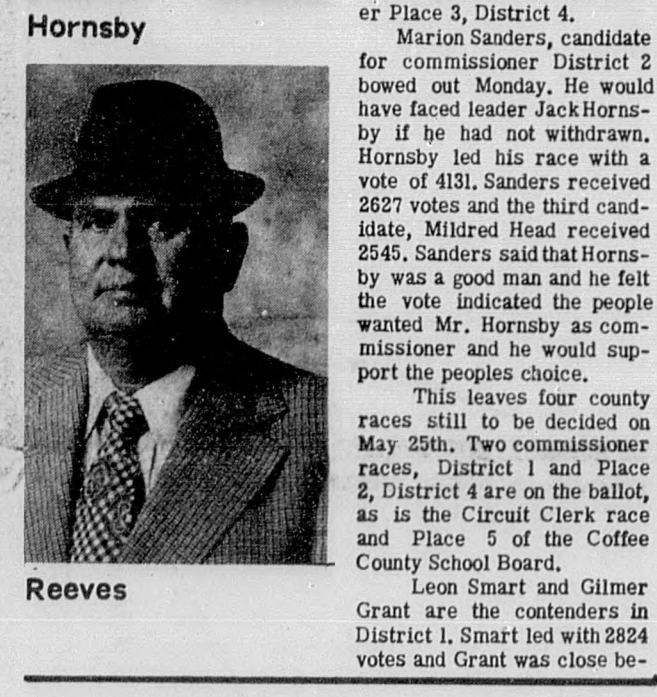 Hornsby
Reeves
er Place 3, District 4.
Marion Sanders, candidate
for commissioner District 2
bowed out Monday. He would
have faced leader Jack Horns-
by if he had not withdrawn.
Hornsby led his race with a
vote of 4131. Sanders received
2627 votes and the third cand-
idate, Mildred Head received
2545. Sanders said that Horns-
by was a good man and he felt
the vote indicated the people
wanted Mr. Hornsby as com-
missioner and he would sup-
port the peoples choice.
This leaves four county
races still to be decided on
May 25th. Two commissioner
races, District 1 and Place
2, District 4 are on the ballot,
as is the Circuit Clerk race
and Place 5 of the Coffee
County School Board.
Leon Smart and Gilmer
Grant are the contenders in
District 1. Smart led with 2824
votes and Grant was close be-